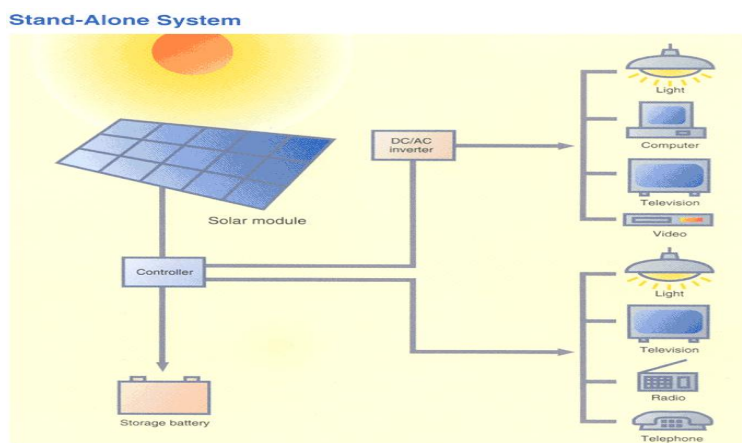 Stand-Alone System
Light
DC/AC
inverter
Computer
Television
Solar module
Video
Controller
Light
Television
Radio
Storage battery
Telephone